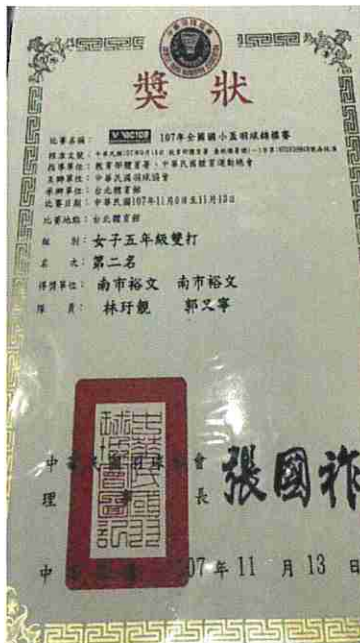 獎狀
比賽名稱：VICTOR 107年全國國小盃羽球錦標賽
指導單位：教育部體育署、中華民國體育運動總會
主辦單位：中華民國羽球協會
承辦單位：台北體育館
比賽日期：中華民國107年11月9日至11月13日
比賽地點：台北體育館
組別：女子五年級雙打
名次：第二名
得獎單位：南市裕文 南市裕文
隊員：林玗靚 郭又寧
中華民國羽球協會
理事長 張國祚
中華民國 107年11月13日